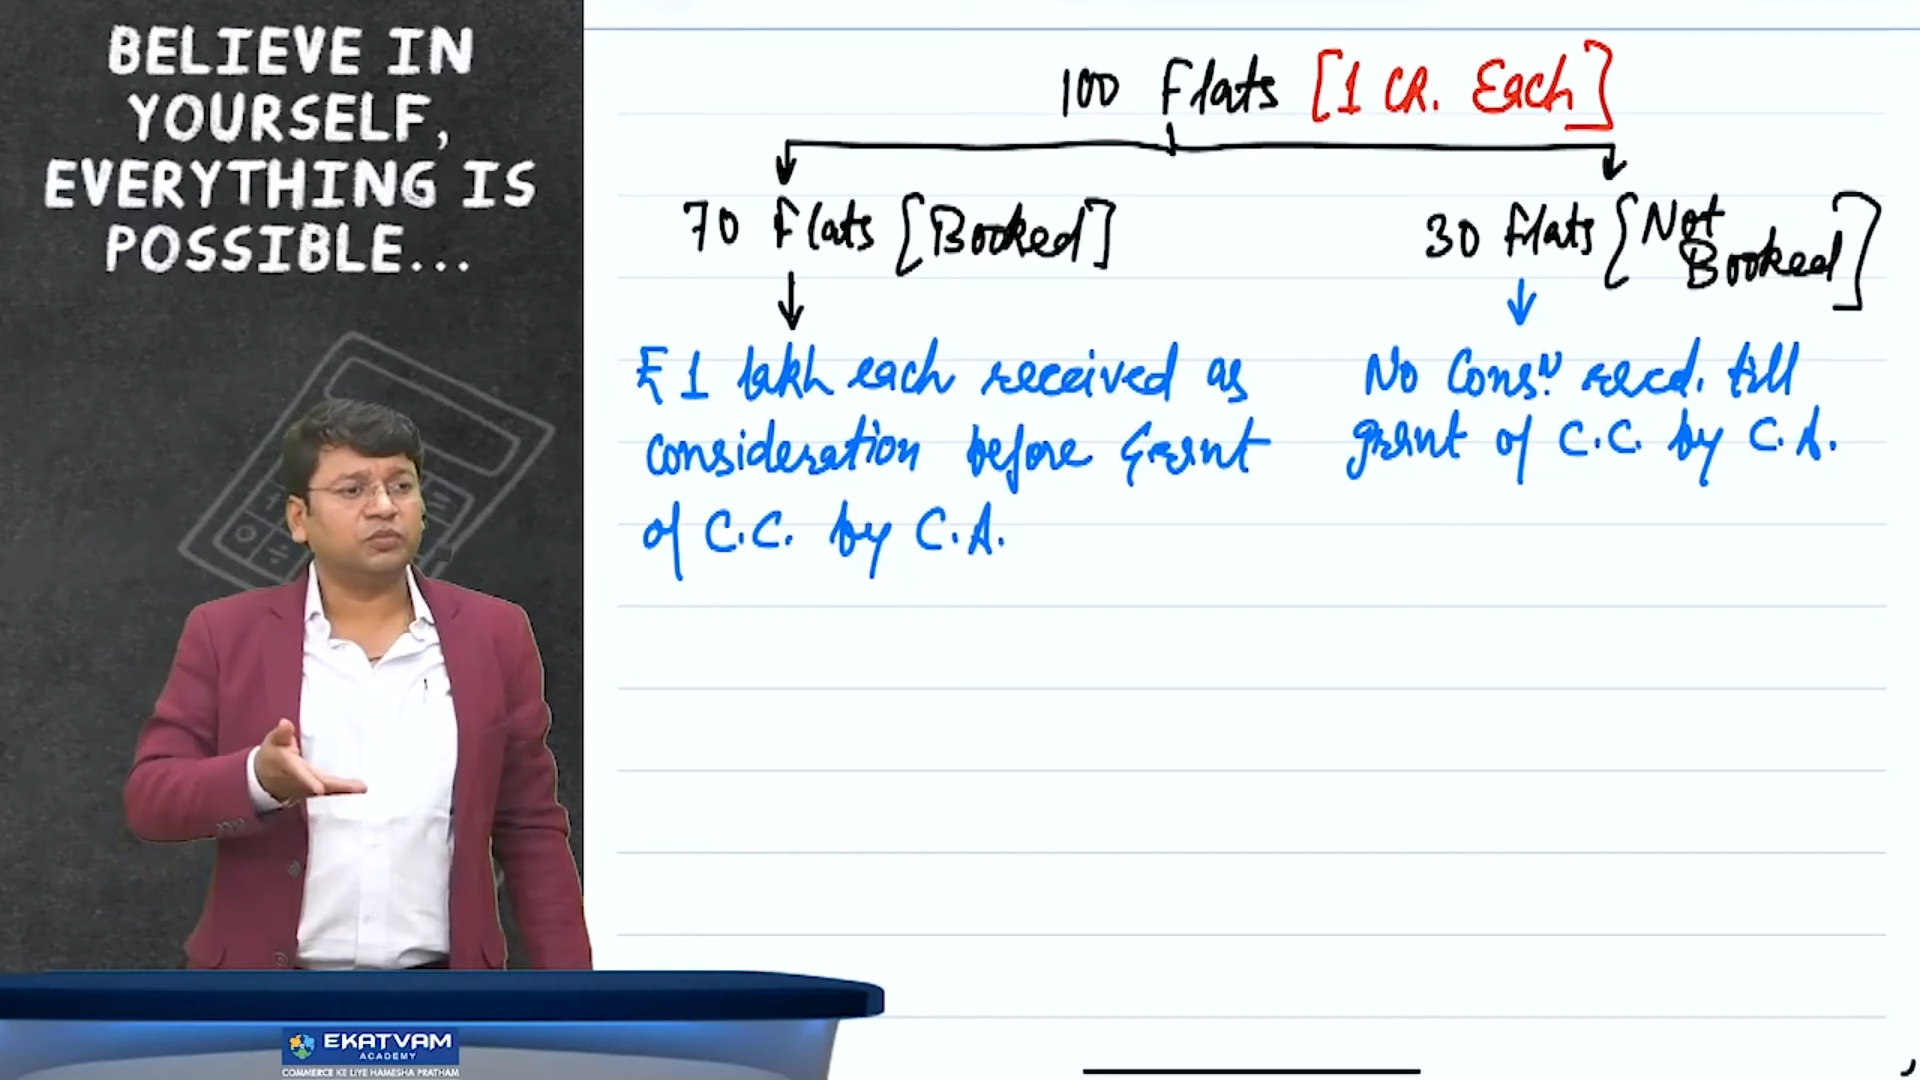 BELIEVE IN
YOURSELF,
EVERYTHING IS
POSSIBLE...
100 Flats [1 CR. Each]
70 Flats [Booked]
30 Flats [Not Booked]
₹ 1 lakh each received as
consideration before Grant
of C.C. by C.A.
No Consn. recd. till
grant of C.C. by C.A.
EKATVAM
ACADEMY
COMMERCE KE LIYE HAMESHA PRATHAM